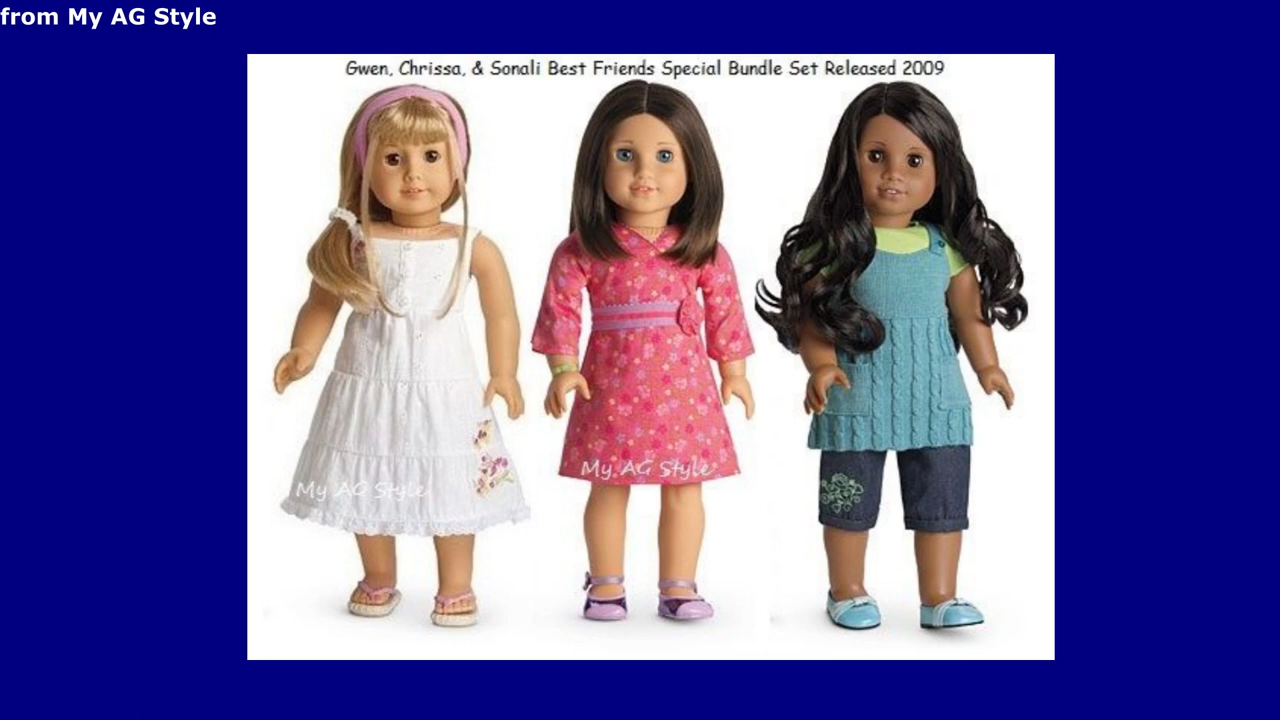 from My AG Style
Gwen, Chrissa, & Sonali Best Friends Special Bundle Set Released 2009
My AG Style
My AG Style